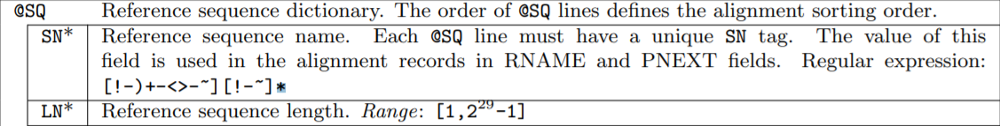 @SQ Reference sequence dictionary. The order of @SQ lines defines the alignment sorting order.
SN* Reference sequence name. Each @SQ line must have a unique SN tag. The value of this
field is used in the alignment records in RNAME and PNEXT fields. Regular expression:
[!-)+-<>-~][!-~]*
LN* Reference sequence length. Range: [1,2²⁹-1]